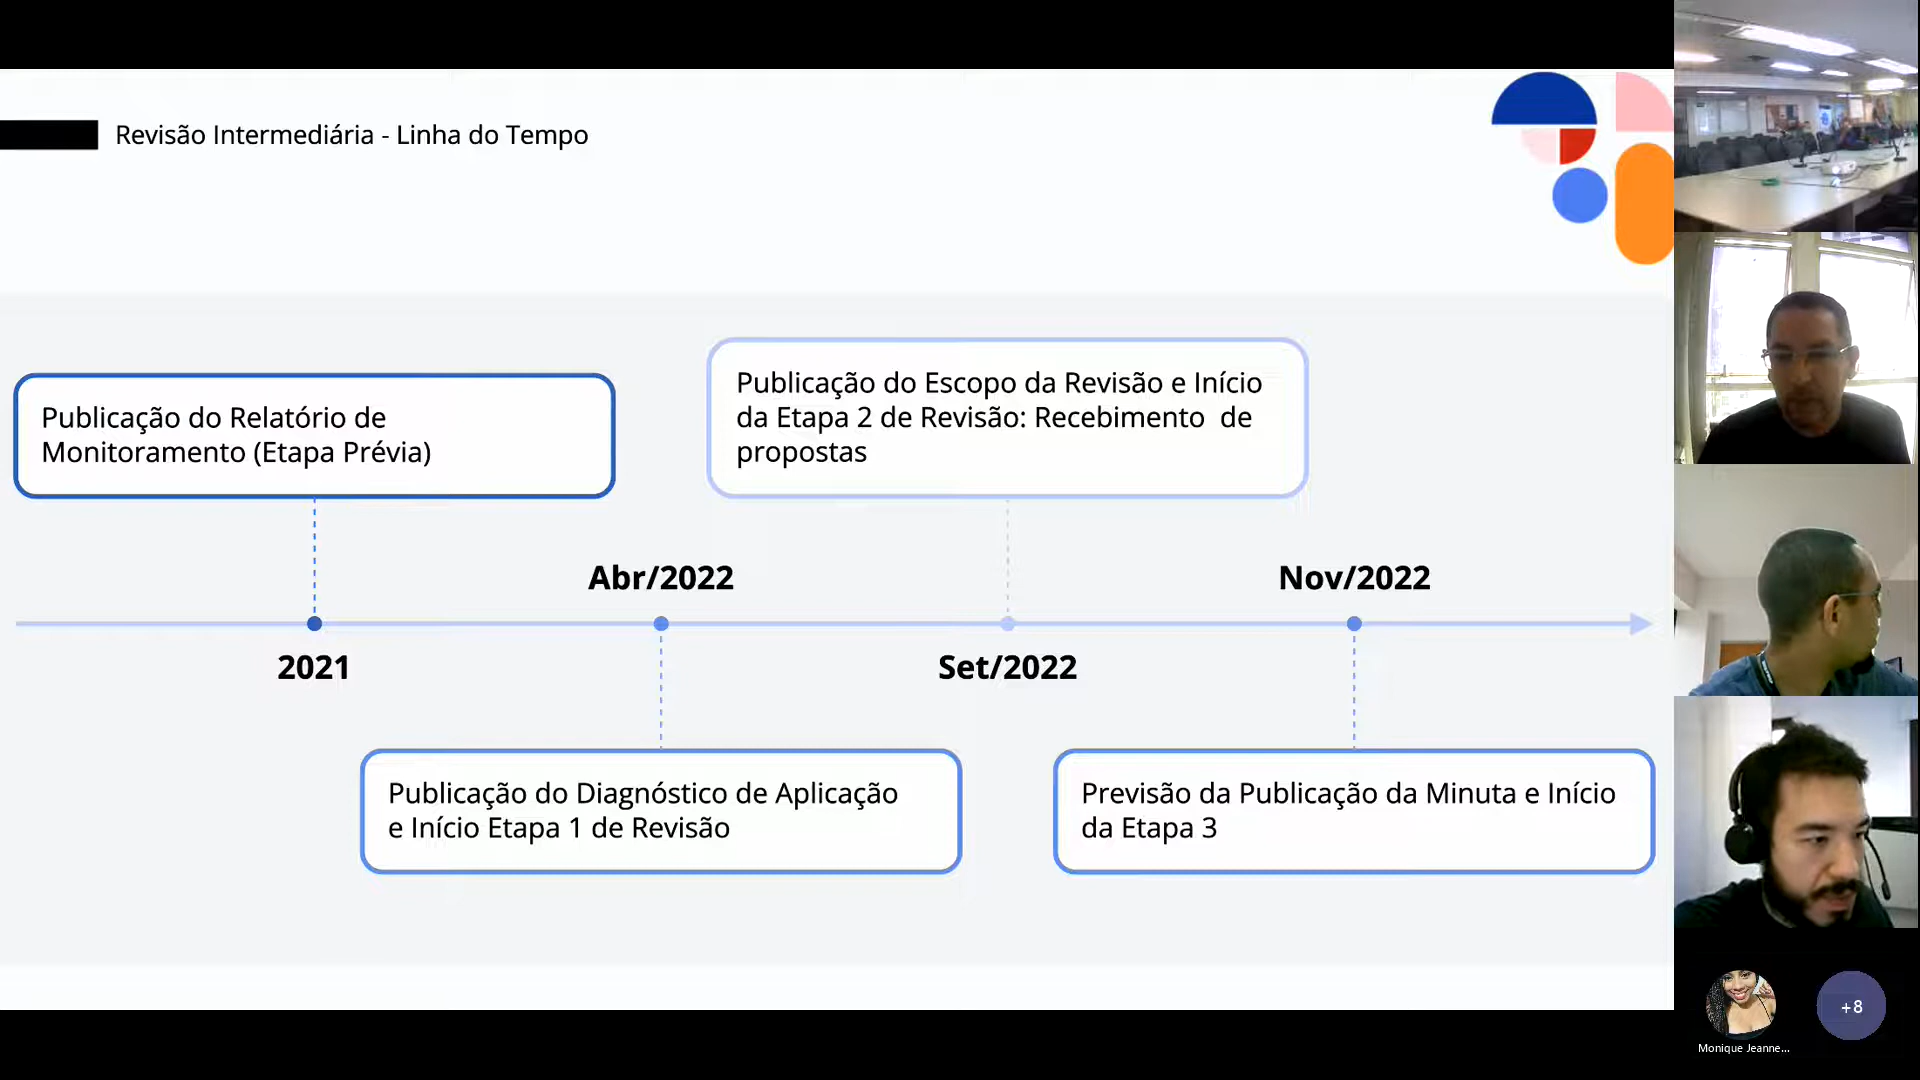 Revisão Intermediária - Linha do Tempo
Publicação do Relatório de
Monitoramento (Etapa Prévia)
Publicação do Escopo da Revisão e Início
da Etapa 2 de Revisão: Recebimento de
propostas
Abr/2022
Nov/2022
2021
Set/2022
Publicação do Diagnóstico de Aplicação
e Início Etapa 1 de Revisão
Previsão da Publicação da Minuta e Início
da Etapa 3
+8
Monique Jeanne...